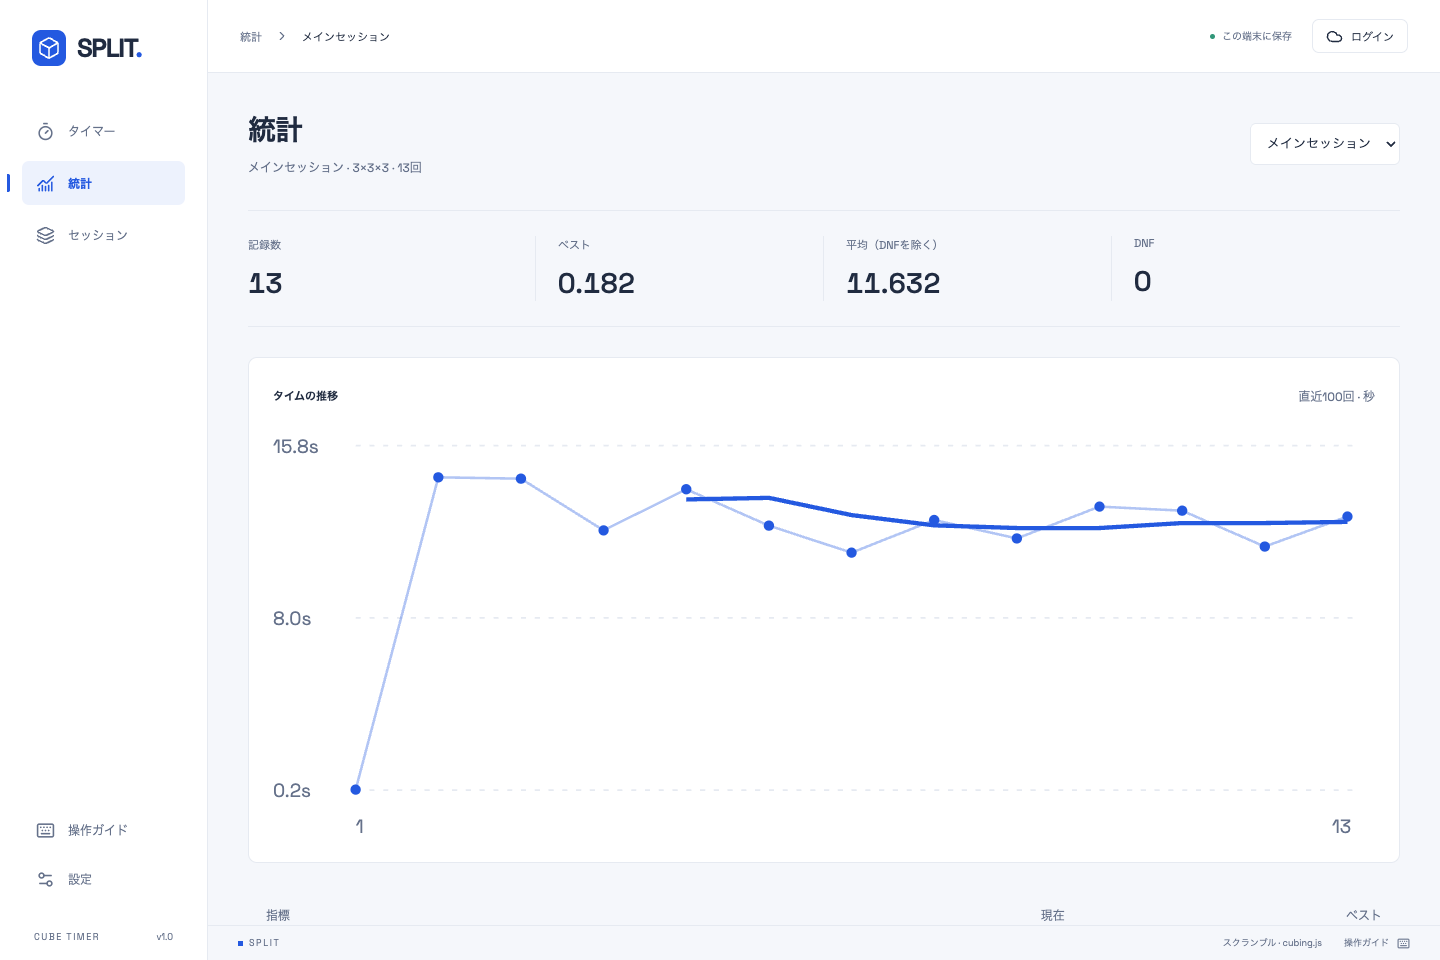 SPLIT.
統計 > メインセッション
この端末に保存
ログイン
タイマー
統計
セッション
統計
メインセッション · 3×3×3 · 13回
メインセッション
記録数
13
ベスト
0.182
平均（DNFを除く）
11.632
DNF
0
タイムの推移
直近100回 · 秒
15.8s
8.0s
0.2s
1
13
指標
現在
ベスト
操作ガイド
設定
CUBE TIMER
v1.0
SPLIT
スクランブル · cubing.js
操作ガイド